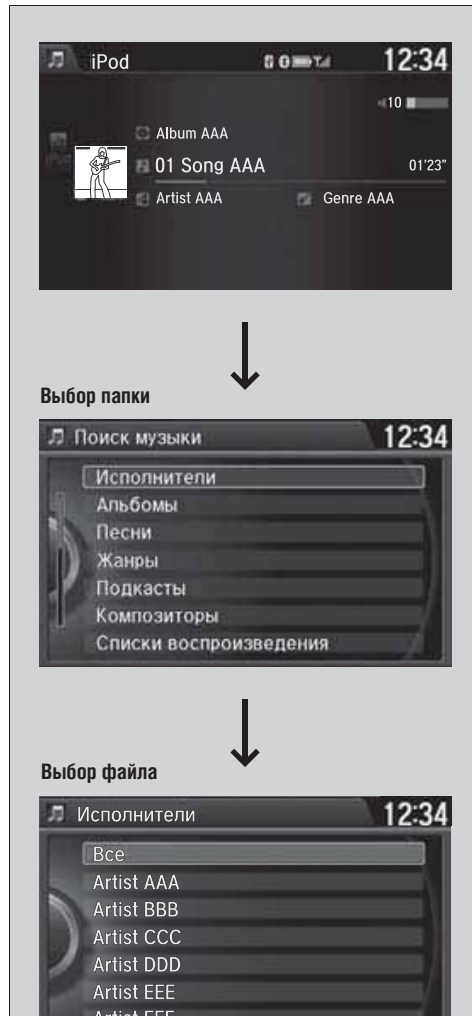 iPod 12:34
10
Album AAA
01 Song AAA 01'23"
Artist AAA Genre AAA
Выбор папки
Поиск музыки 12:34
Исполнители
Альбомы
Песни
Жанры
Подкасты
Композиторы
Списки воспроизведения
Выбор файла
Исполнители 12:34
Все
Artist AAA
Artist BBB
Artist CCC
Artist DDD
Artist EEE